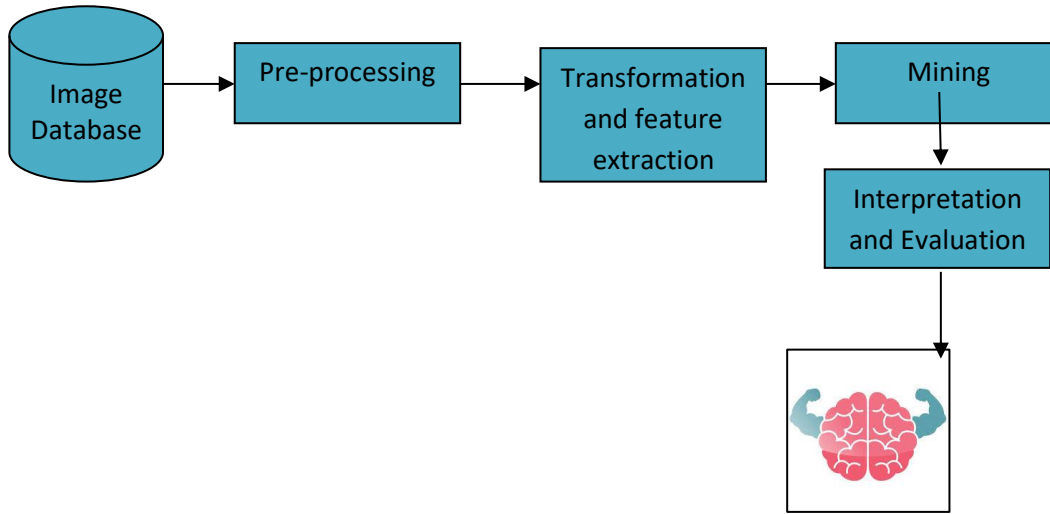 Image
Database
Pre-processing
Transformation
and feature
extraction
Mining
Interpretation
and Evaluation